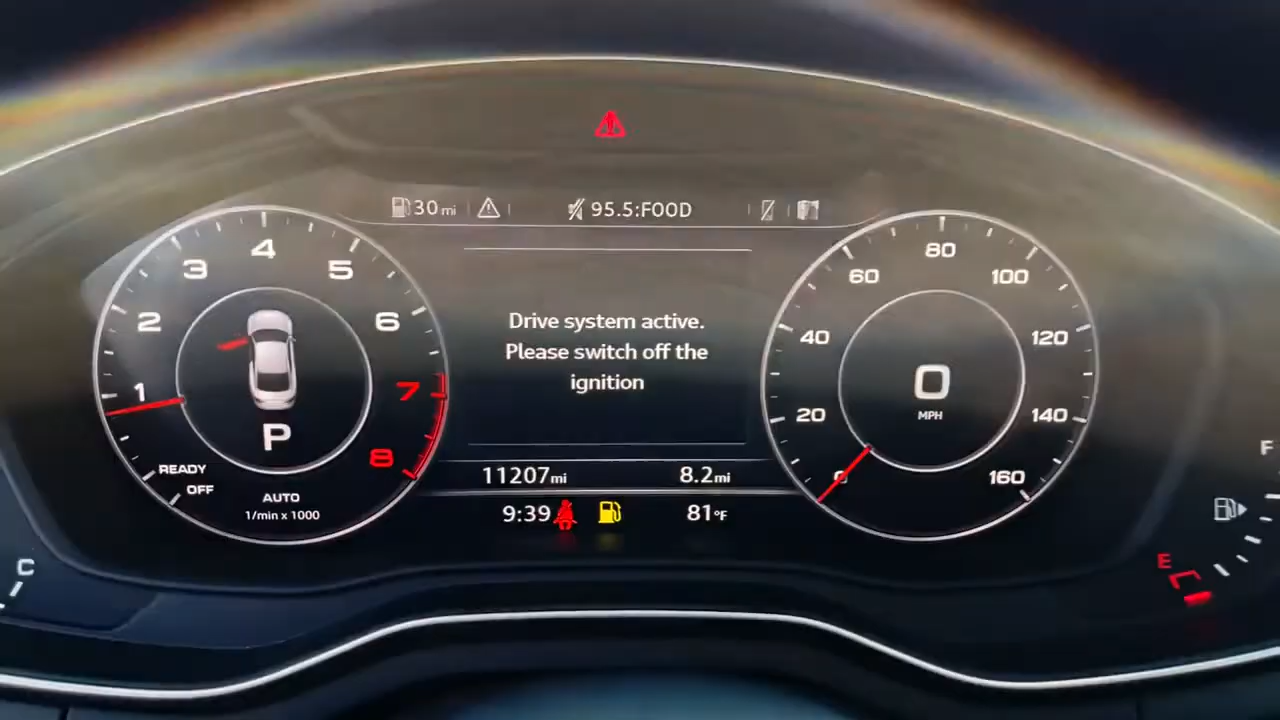 30 mi
95.5:FOOD
4
3
5
2
6
1
7
8
P
READY
OFF
AUTO
1/min x 1000
Drive system active.
Please switch off the
ignition
11207mi
8.2mi
9:39
81°F
80
60
100
40
120
20
140
0
160
0
MPH
C
F
E